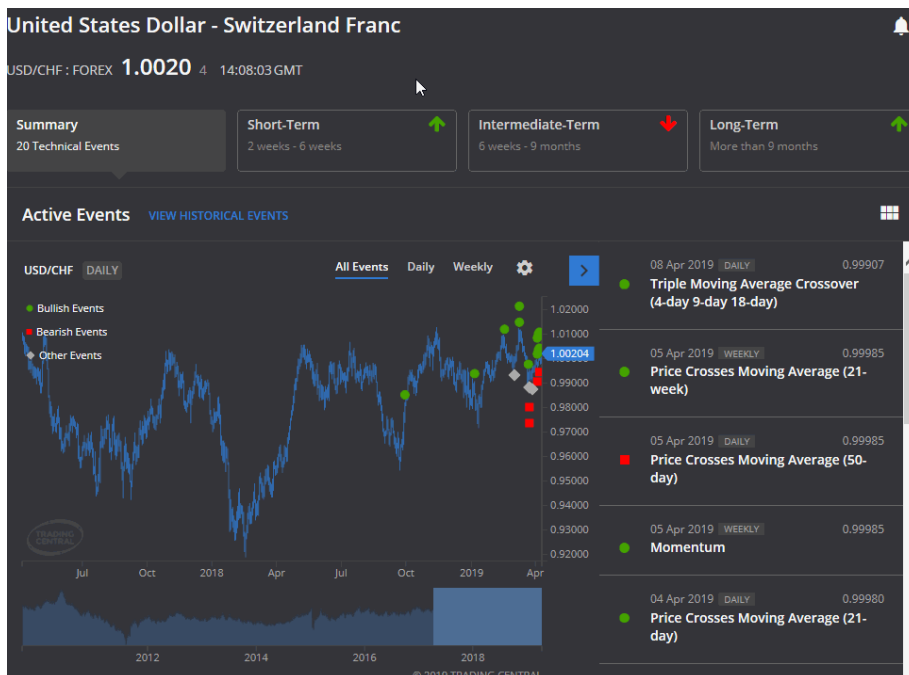 United States Dollar - Switzerland Franc
USD/CHF : FOREX 1.0020 4 14:08:03 GMT
Summary
20 Technical Events
Short-Term
2 weeks - 6 weeks
Intermediate-Term
6 weeks - 9 months
Long-Term
More than 9 months
Active Events VIEW HISTORICAL EVENTS
USD/CHF DAILY
All Events Daily Weekly
Bullish Events
Bearish Events
Other Events
1.02000
1.01000
1.00204
0.99000
0.98000
0.97000
0.96000
0.95000
0.94000
0.93000
0.92000
TRADING
CENTRAL
Jul Oct 2018 Apr Jul Oct 2019 Apr
2012 2014 2016 2018
© 2019 TRADING CENTRAL
08 Apr 2019 DAILY 0.99907
Triple Moving Average Crossover
(4-day 9-day 18-day)
05 Apr 2019 WEEKLY 0.99985
Price Crosses Moving Average (21-
week)
05 Apr 2019 DAILY 0.99985
Price Crosses Moving Average (50-
day)
05 Apr 2019 WEEKLY 0.99985
Momentum
04 Apr 2019 DAILY 0.99980
Price Crosses Moving Average (21-
day)